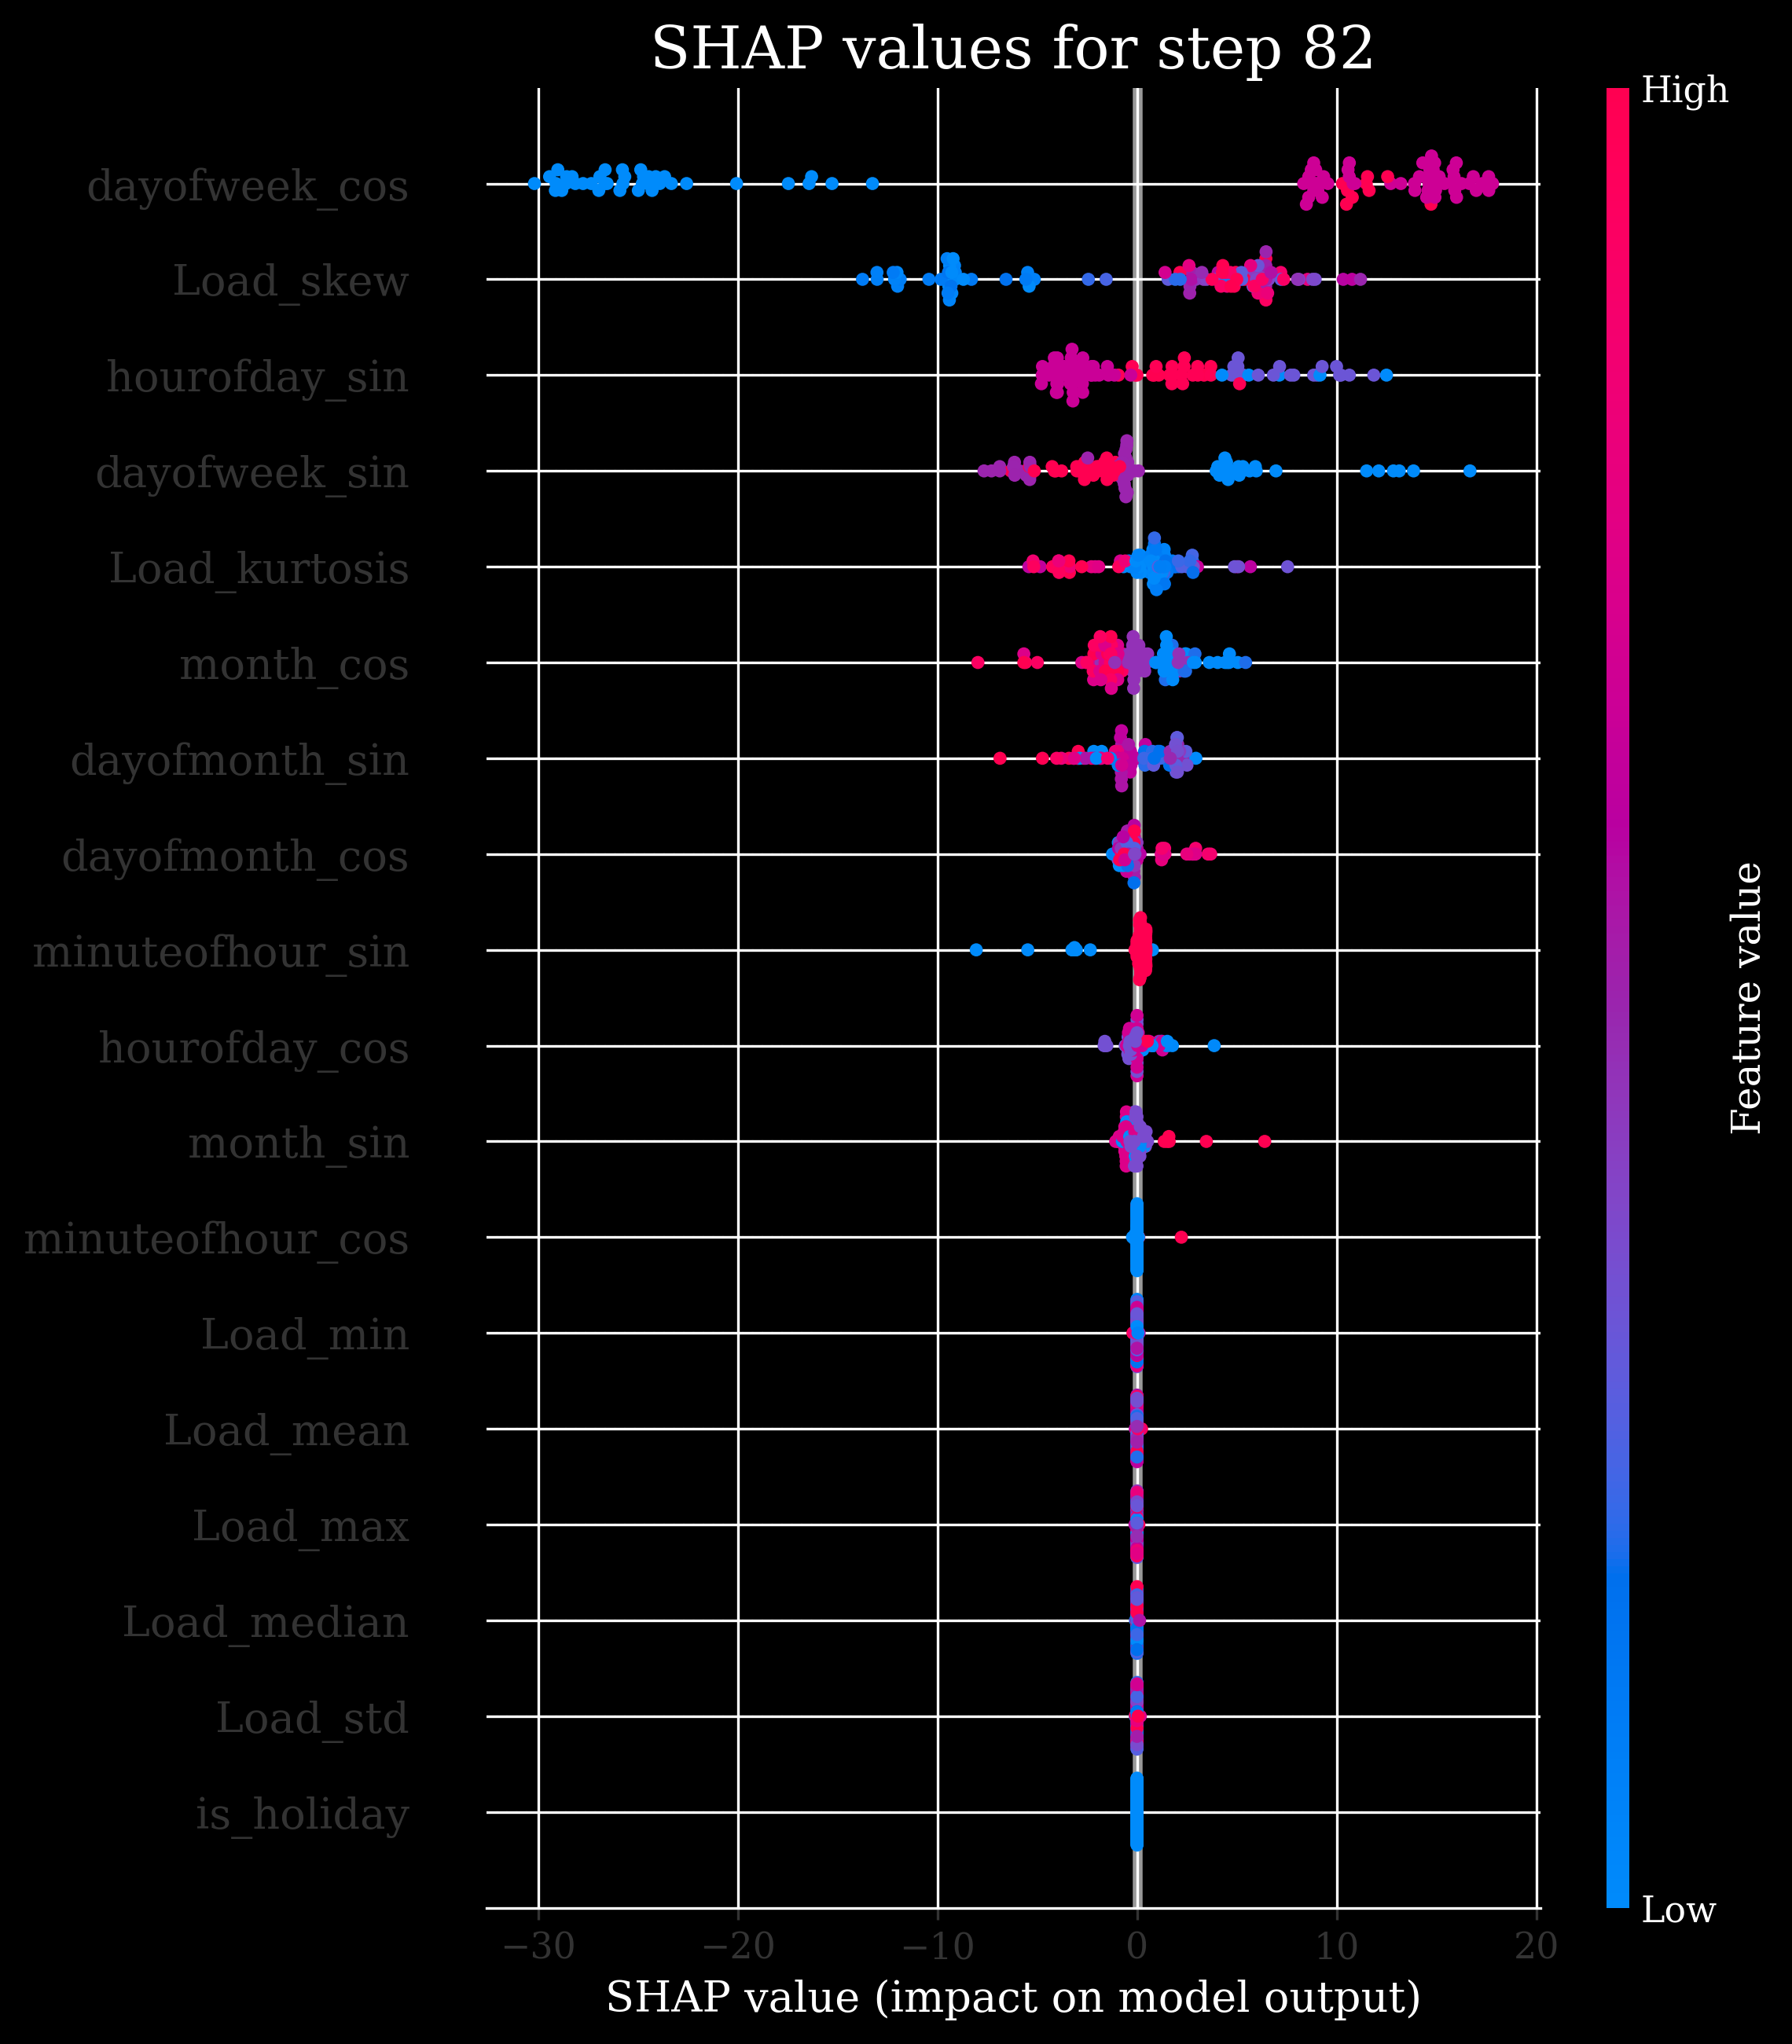 SHAP values for step 82
High
dayofweek_cos
Load_skew
hourofday_sin
dayofweek_sin
Load_kurtosis
month_cos
dayofmonth_sin
dayofmonth_cos
minuteofhour_sin
hourofday_cos
month_sin
minuteofhour_cos
Load_min
Load_mean
Load_max
Load_median
Load_std
is_holiday
Feature value
Low
−30 −20 −10 0 10 20
SHAP value (impact on model output)